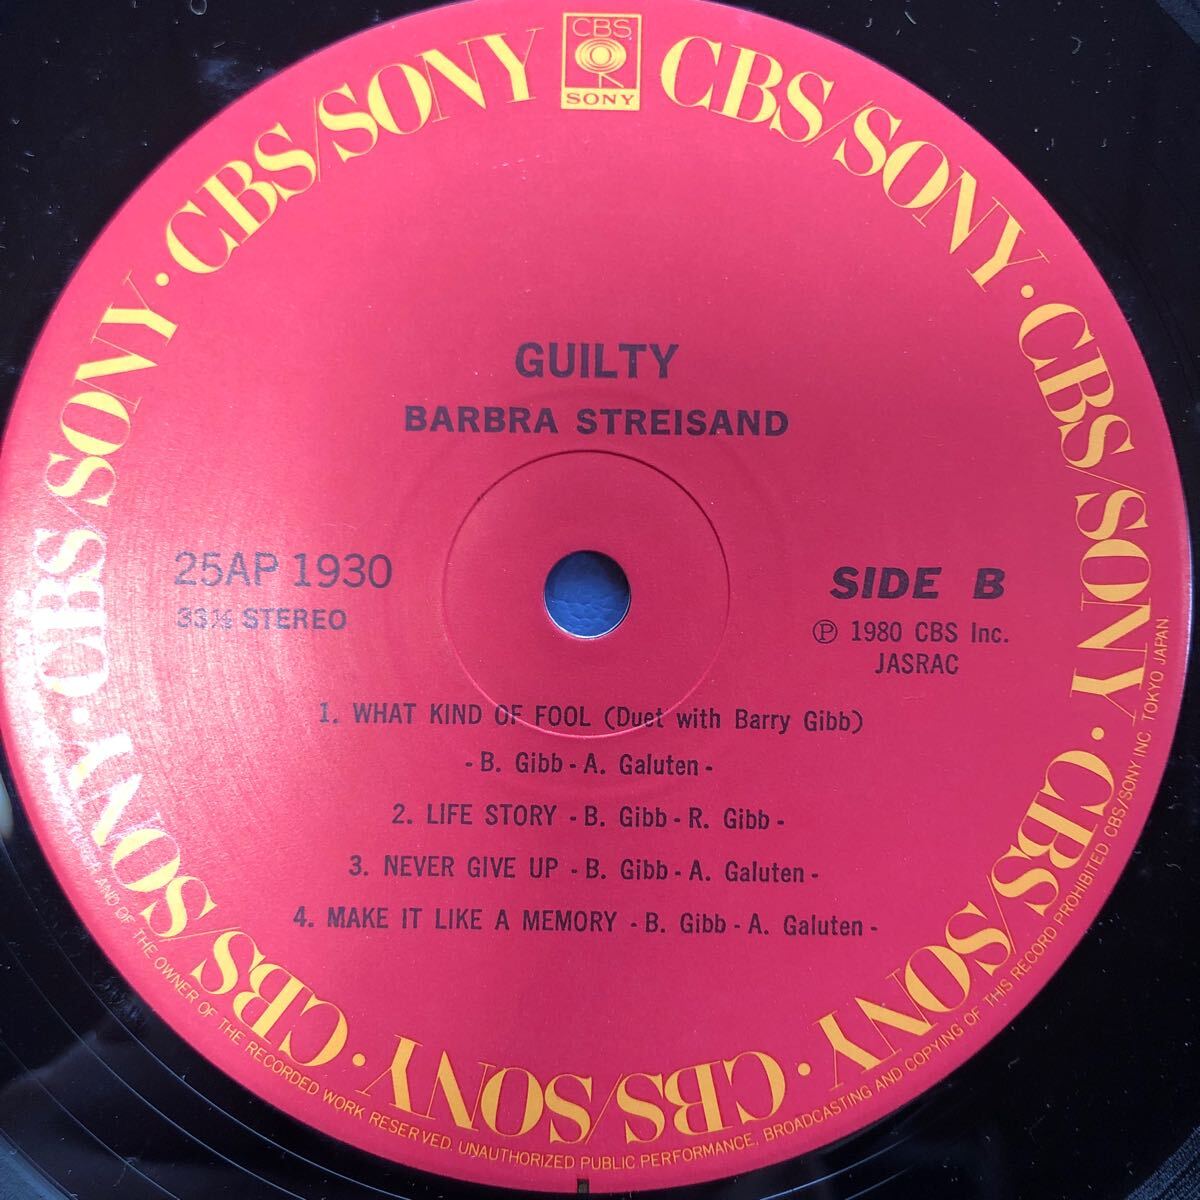 CBS
SONY
CBS/SONY · CBS/SONY · CBS/SONY · CBS/SONY · CBS/SONY · CBS/SONY · CBS/SONY · CBS/SONY
GUILTY
BARBRA STREISAND
25AP 1930
33⅓ STEREO
SIDE B
Ⓟ 1980 CBS Inc.
JASRAC
1. WHAT KIND OF FOOL (Duet with Barry Gibb)
- B. Gibb - A. Galuten -
2. LIFE STORY - B. Gibb - R. Gibb -
3. NEVER GIVE UP - B. Gibb - A. Galuten -
4. MAKE IT LIKE A MEMORY - B. Gibb - A. Galuten -
AND OF THE OWNER OF THE RECORDED WORK RESERVED. UNAUTHORIZED PUBLIC PERFORMANCE, BROADCASTING AND COPYING OF THIS RECORD PROHIBITED CBS/SONY INC. TOKYO JAPAN